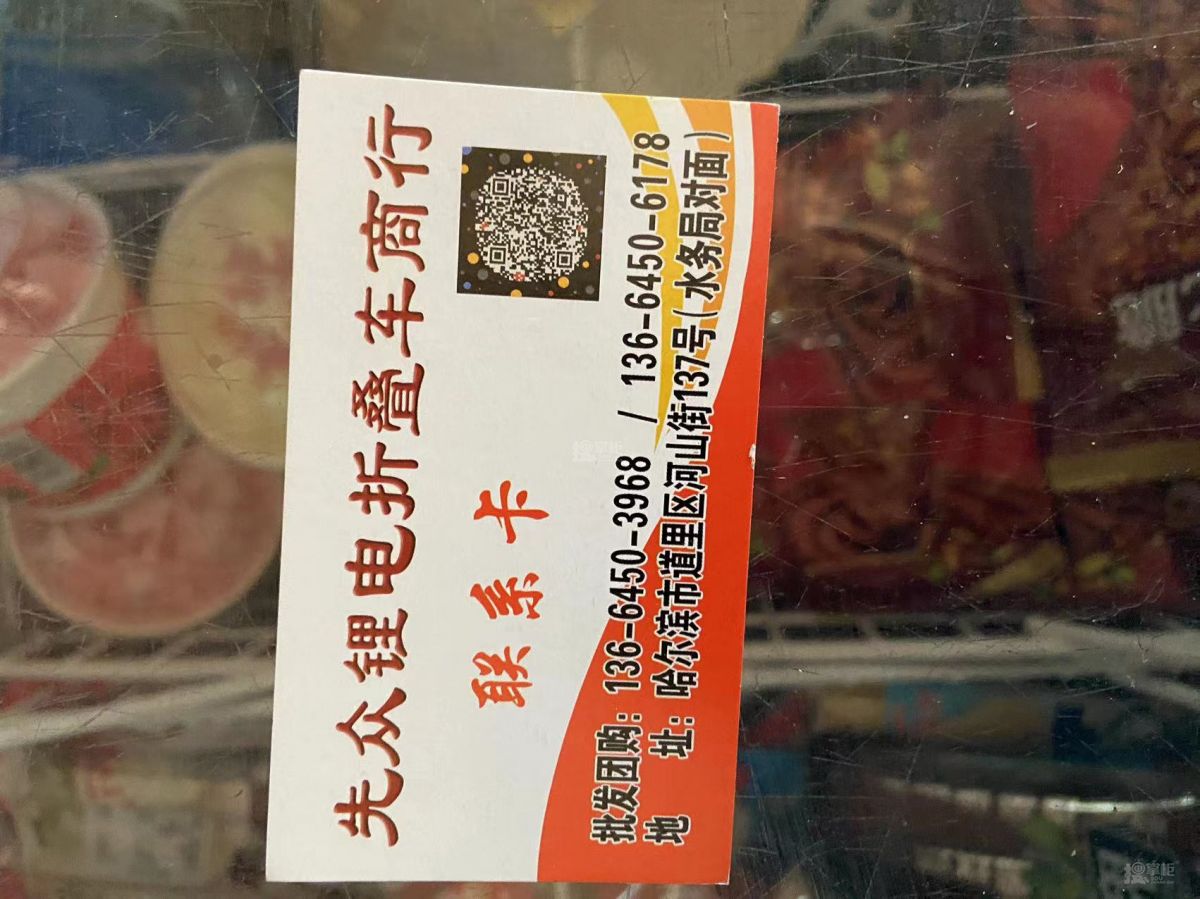 先众锂电折叠车商行
联系卡
批发团购：136-6450-3968 / 136-6450-6178
地 址：哈尔滨市道里区河山街137号（水务局对面）